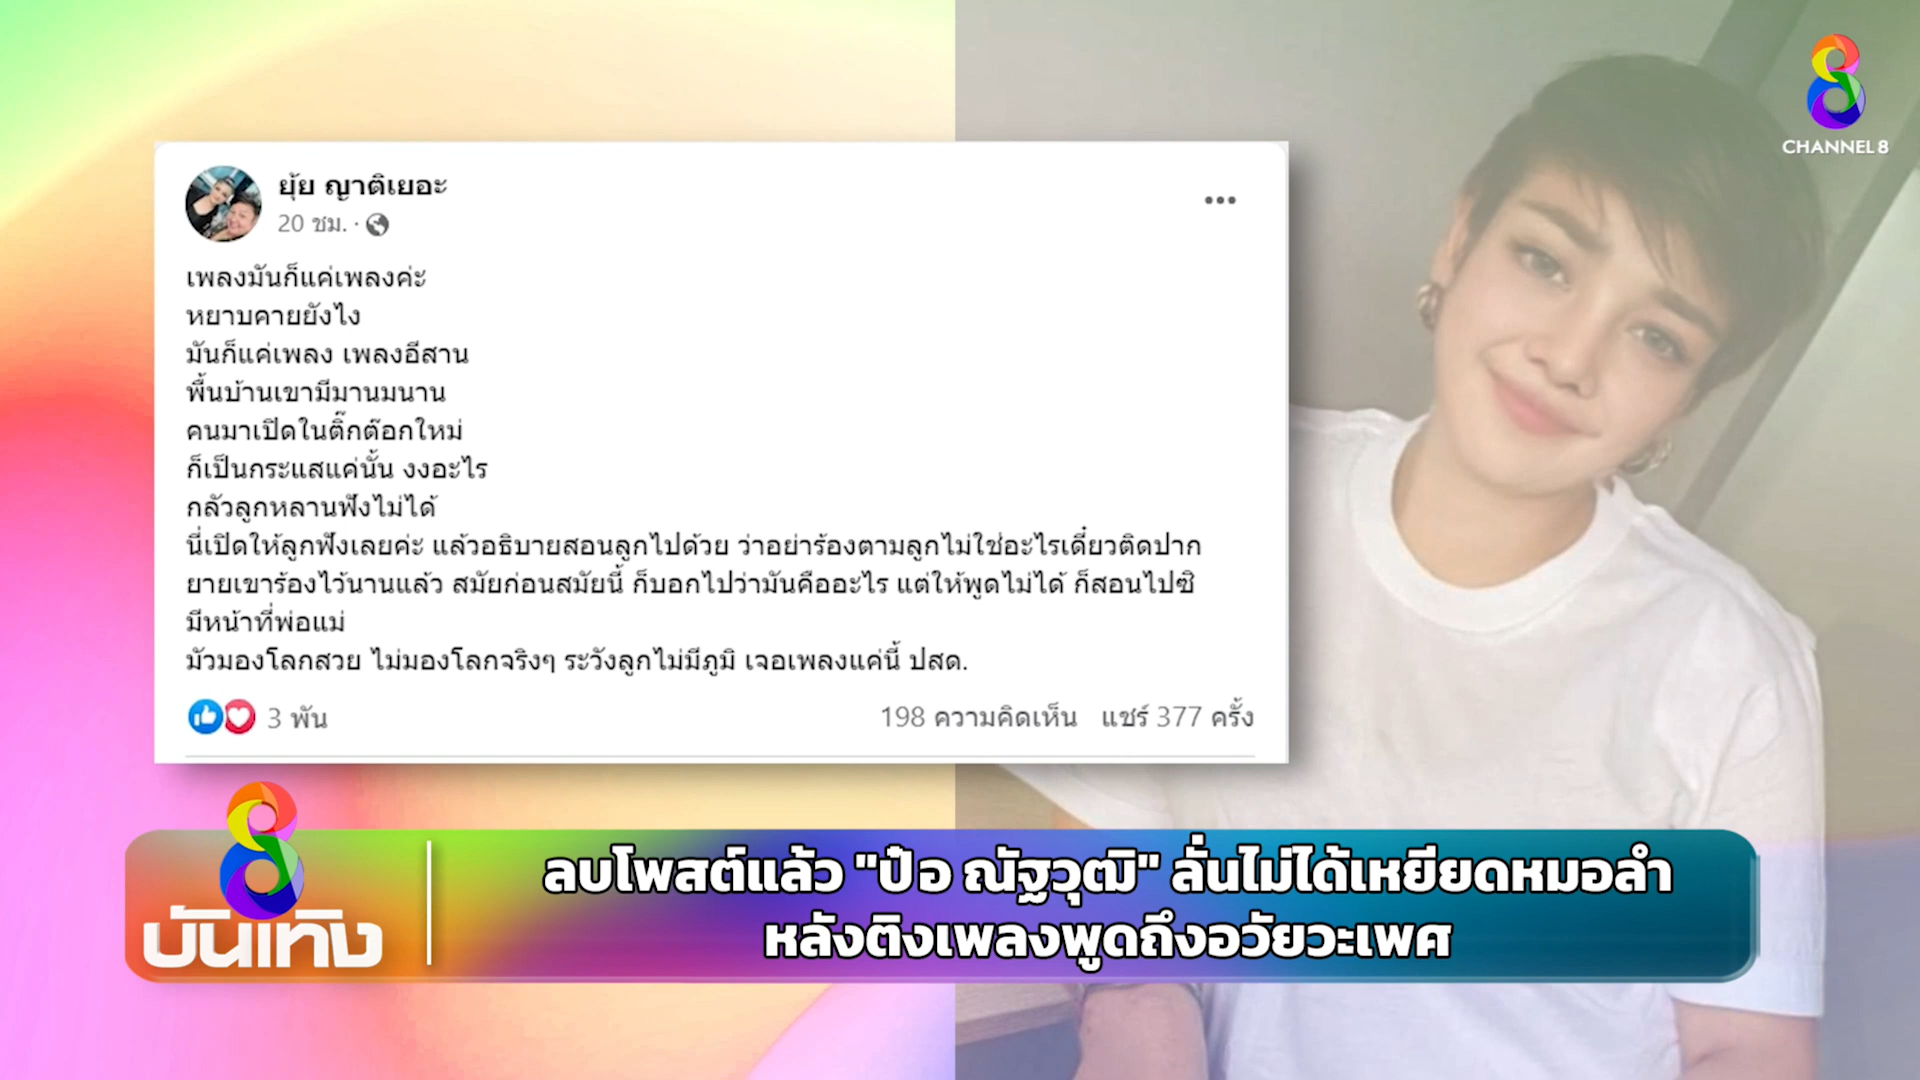 CHANNEL 8
ยุ้ย ญาติเยอะ
20 ชม. ·
เพลงมันก็แค่เพลงค่ะ
หยาบคายยังไง
มันก็แค่เพลง เพลงอีสาน
พื้นบ้านเขามีมานมนาน
คนมาเปิดในติ๊กต๊อกใหม่
ก็เป็นกระแสแค่นั้น งงอะไร
กลัวลูกหลานฟังไม่ได้
นี่เปิดให้ลูกฟังเลยค่ะ แล้วอธิบายสอนลูกไปด้วย ว่าอย่าร้องตามลูกไม่ใช่อะไรเดี๋ยวติดปาก
ยายเขาร้องไว้นานแล้ว สมัยก่อนสมัยนี้ ก็บอกไปว่ามันคืออะไร แต่ให้พูดไม่ได้ ก็สอนไปซิ
มีหน้าที่พ่อแม่
มัวมองโลกสวย ไม่มองโลกจริงๆ ระวังลูกไม่มีภูมิ เจอเพลงแค่นี้ ปสด.
3 พัน
198 ความคิดเห็น แชร์ 377 ครั้ง
บันเทิง
ลบโพสต์แล้ว "ป๋อ ณัฐวุฒิ" ลั่นไม่ได้เหยียดหมอลำ
หลังติงเพลงพูดถึงอวัยวะเพศ